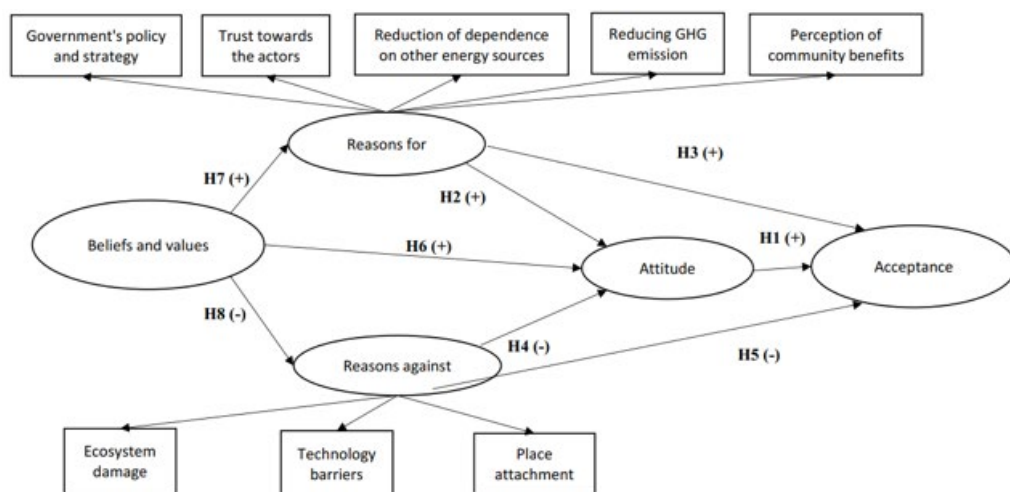 Government's policy
and strategy
Trust towards
the actors
Reduction of dependence
on other energy sources
Reducing GHG
emission
Perception of
community benefits
Reasons for
H3 (+)
H7 (+)
H2 (+)
Beliefs and values
H6 (+)
H1 (+)
Attitude
Acceptance
H8 (-)
H4 (-)
H5 (-)
Reasons against
Ecosystem
damage
Technology
barriers
Place
attachment